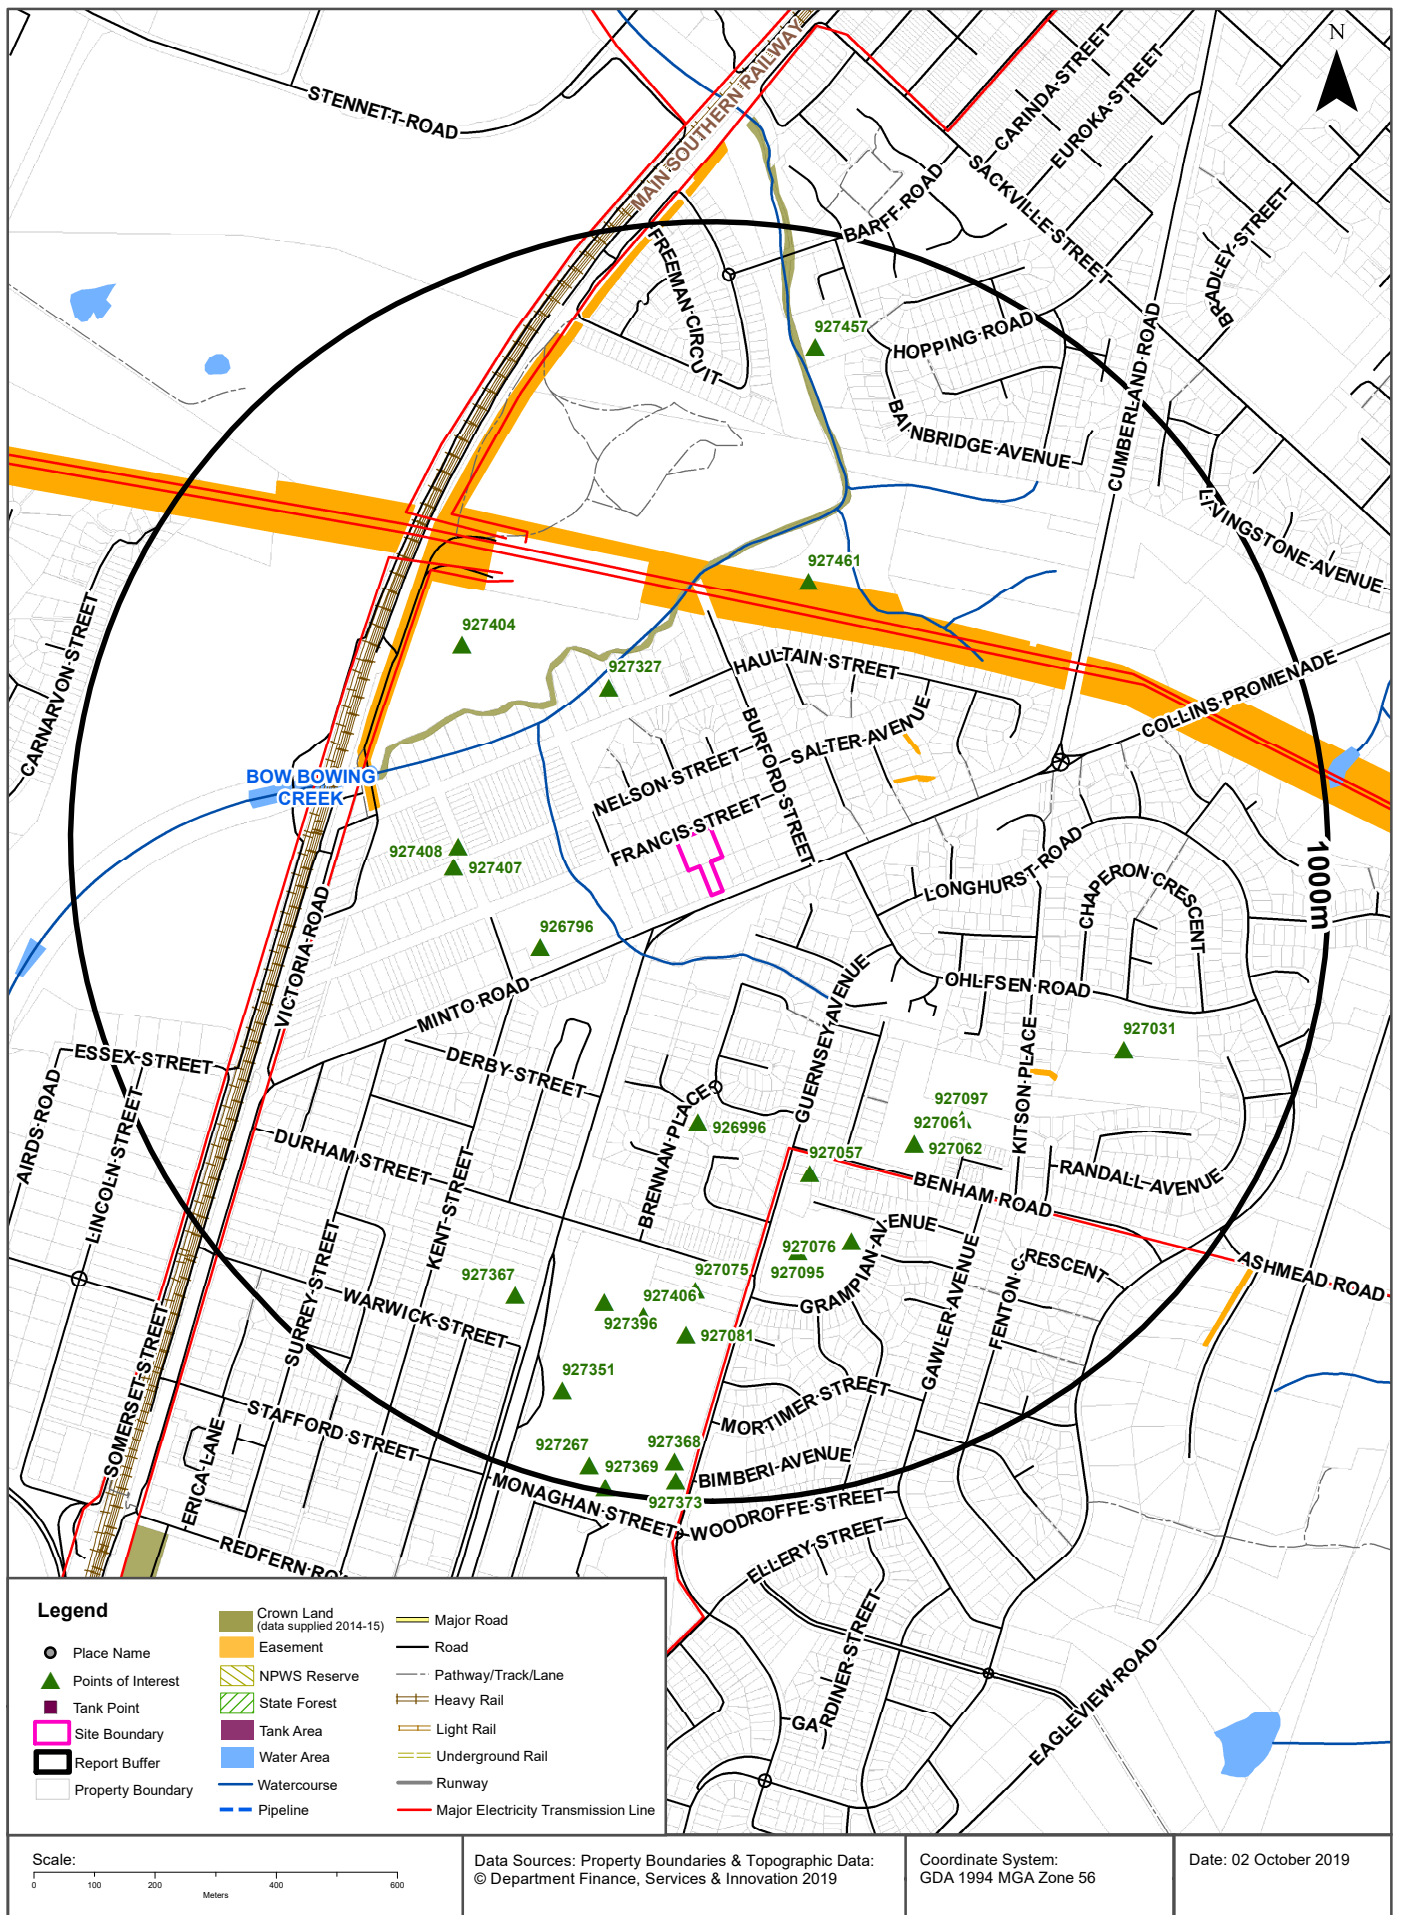 N
STENNETT ROAD
MAIN SOUTHERN RAILWAY
CARINDA STREET
EUROKA STREET
SACKVILLE STREET
BARFF ROAD
BRADLEY STREET
FREEMAN CIRCUIT
927457
HOPPING ROAD
CUMBERLAND ROAD
BAINBRIDGE AVENUE
LIVINGSTONE AVENUE
927461
CARNARVON STREET
927404
927327
HAULTAIN STREET
COLLINS PROMENADE
BURFORD STREET
SALTER AVENUE
NELSON STREET
BOW BOWING
CREEK
FRANCIS STREET
927408
927407
LONGHURST ROAD
CHAPERON CRESCENT
1000m
VICTORIA ROAD
926796
MINTO ROAD
GUERNSEY AVENUE
OHLFSEN ROAD
927031
ESSEX STREET
DERBY STREET
KITSON PLACE
AIRDS ROAD
LINCOLN STREET
927097
927061
927062
BRENNAN PLACE
926996
DURHAM STREET
927057
RANDALL AVENUE
BENHAM ROAD
KENT STREET
GRAMPIAN AVENUE
927076
927095
FENTON CRESCENT
ASHMEAD ROAD
GAWLER AVENUE
927075
927367
927406
927396
927081
SURREY STREET
WARWICK STREET
SOMERSET STREET
927351
MORTIMER STREET
STAFFORD STREET
ERICA LANE
927267
927368
927369
BIMBERI AVENUE
927373
MONAGHAN STREET
WOODROFFE STREET
REDFERN RO
ELLERY STREET
GARDINER STREET
EAGLEVIEW ROAD
Legend
Place Name
Points of Interest
Tank Point
Site Boundary
Report Buffer
Property Boundary
Crown Land
(data supplied 2014-15)
Easement
NPWS Reserve
State Forest
Tank Area
Water Area
Watercourse
Pipeline
Major Road
Road
Pathway/Track/Lane
Heavy Rail
Light Rail
Underground Rail
Runway
Major Electricity Transmission Line
Scale:
0 100 200 400 600
Meters
Data Sources: Property Boundaries & Topographic Data:
© Department Finance, Services & Innovation 2019
Coordinate System:
GDA 1994 MGA Zone 56
Date: 02 October 2019